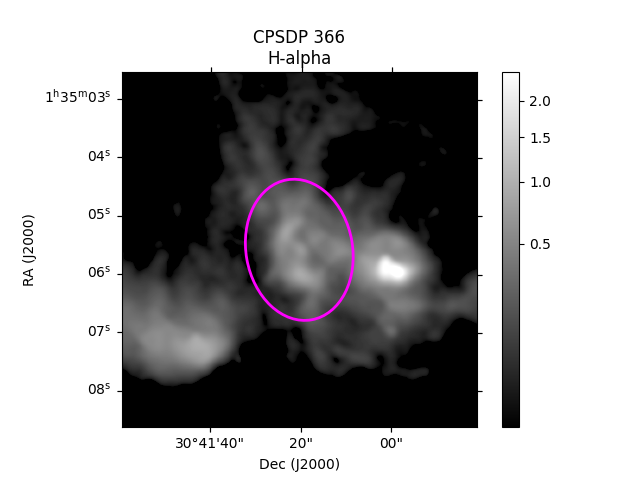 CPSDP 366
H-alpha
1ʰ35ᵐ03ˢ
04ˢ
05ˢ
06ˢ
07ˢ
08ˢ
RA (J2000)
30°41'40" 20" 00"
Dec (J2000)
2.0
1.5
1.0
0.5